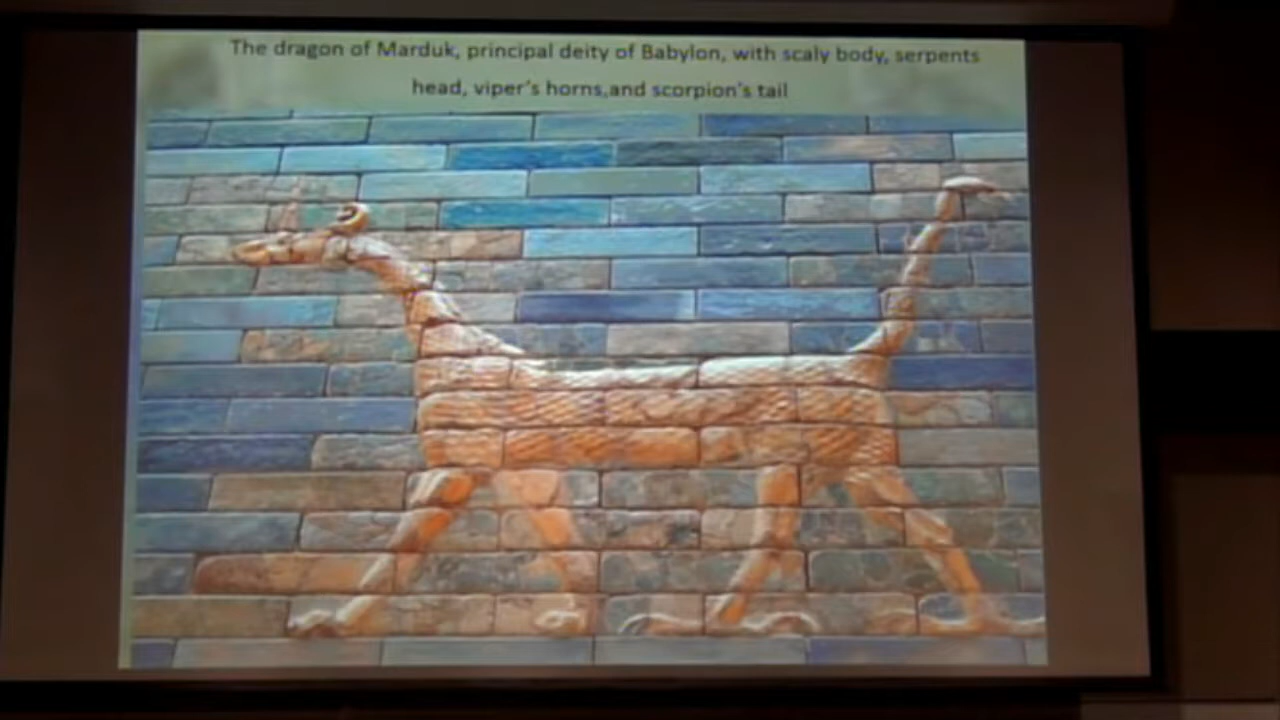 The dragon of Marduk, principal deity of Babylon, with scaly body, serpents
head, viper's horns,and scorpion's tail